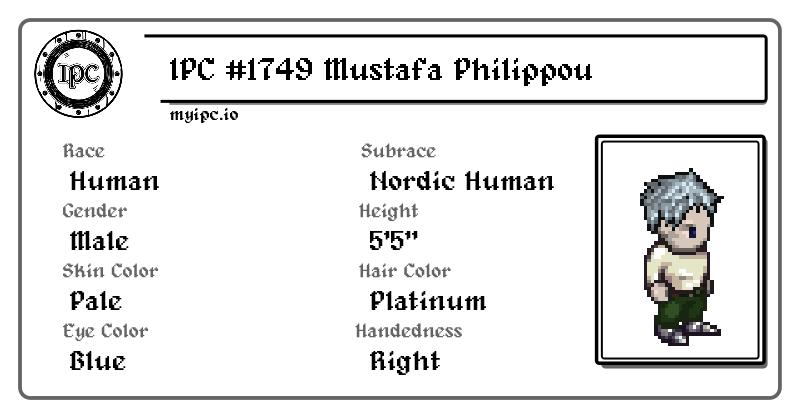 IPC
IPC #1749 Mustafa Philippou
myipc.io
Race
Subrace
Human
Nordic Human
Gender
Height
Male
5'5"
Skin Color
Hair Color
Pale
Platinum
Eye Color
Handedness
Blue
Right